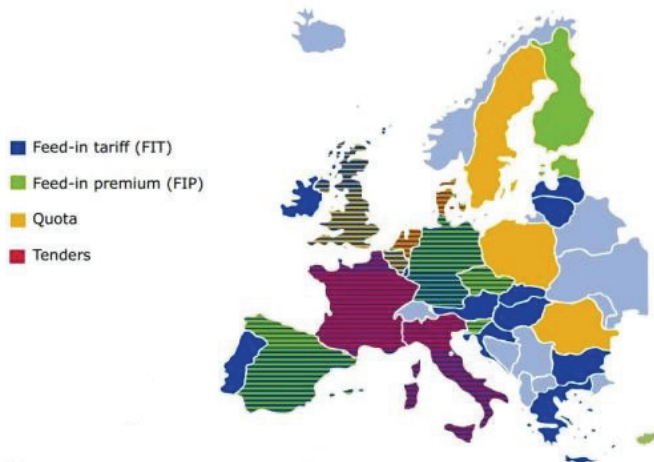 Feed-in tariff (FIT)
Feed-in premium (FIP)
Quota
Tenders